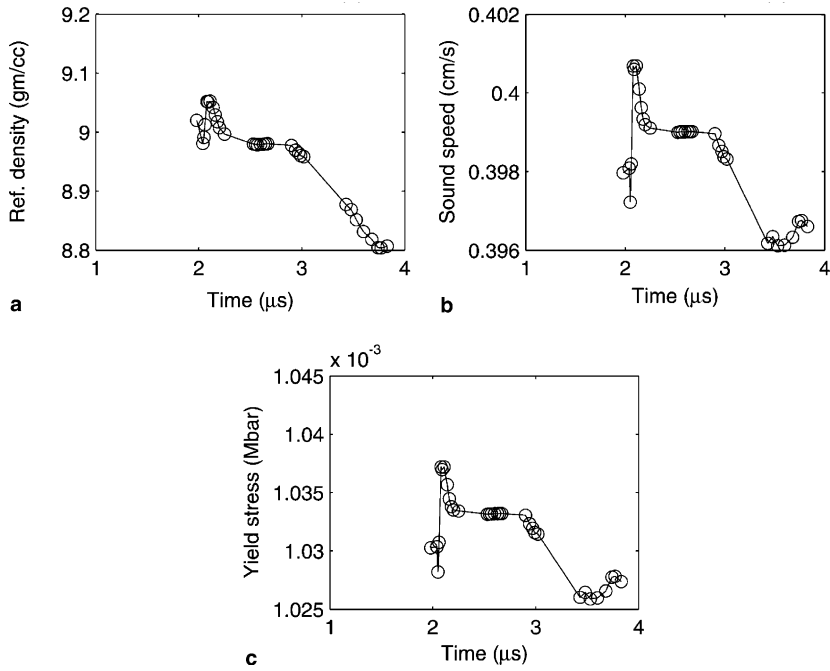 9.2
9.1
9
8.9
8.8
Ref. density (gm/cc)
1 2 3 4
Time (μs)
a
0.402
0.4
0.398
0.396
Sound speed (cm/s)
1 2 3 4
Time (μs)
b
x 10-3
1.045
1.04
1.035
1.03
1.025
Yield stress (Mbar)
1 2 3 4
Time (μs)
c